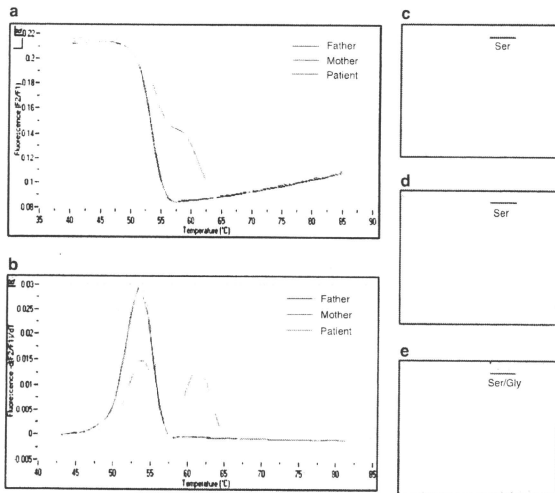 a
0.22
0.2
0.18
0.16
0.14
0.12
0.1
0.08
Fluorescence (F2/F1)
35 40 45 50 55 60 65 70 75 80 85 90
Temperature (°C)
Father
Mother
Patient
b
0.03
0.025
0.02
0.015
0.01
0.005
0
0.005
Fluorescence -d(F2/F1)/dT
40 45 50 55 60 65 70 75 80 85
Temperature (°C)
Father
Mother
Patient
c
Ser
d
Ser
e
Ser/Gly